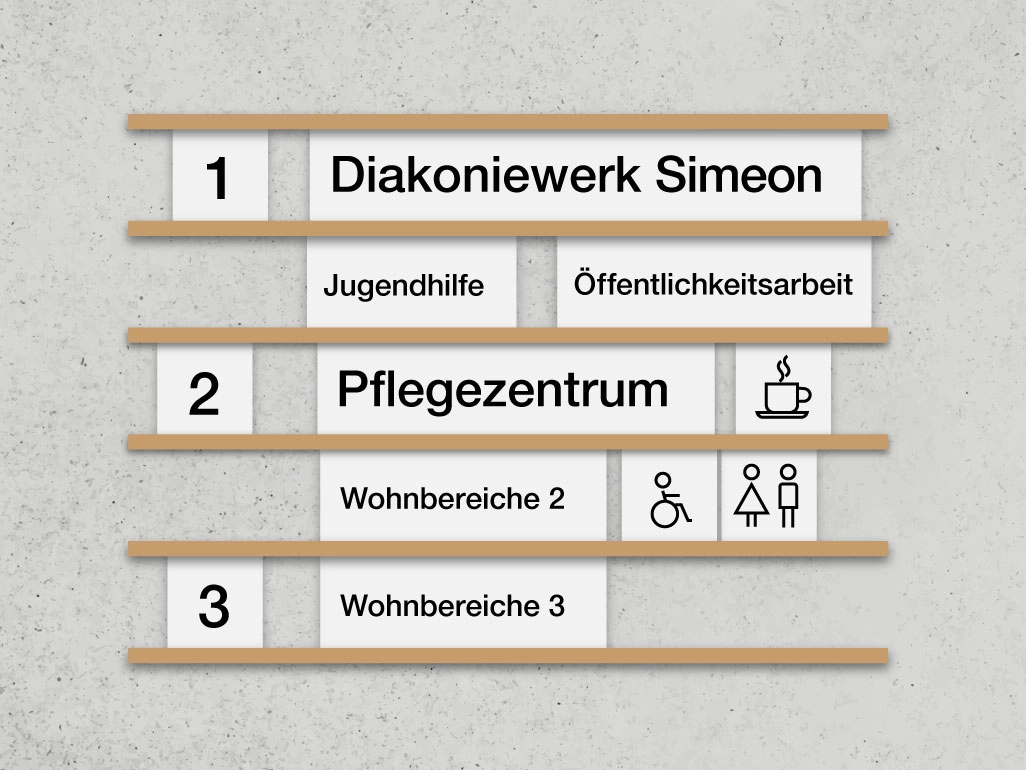 1 Diakoniewerk Simeon
Jugendhilfe Öffentlichkeitsarbeit
2 Pflegezentrum
Wohnbereiche 2
3 Wohnbereiche 3